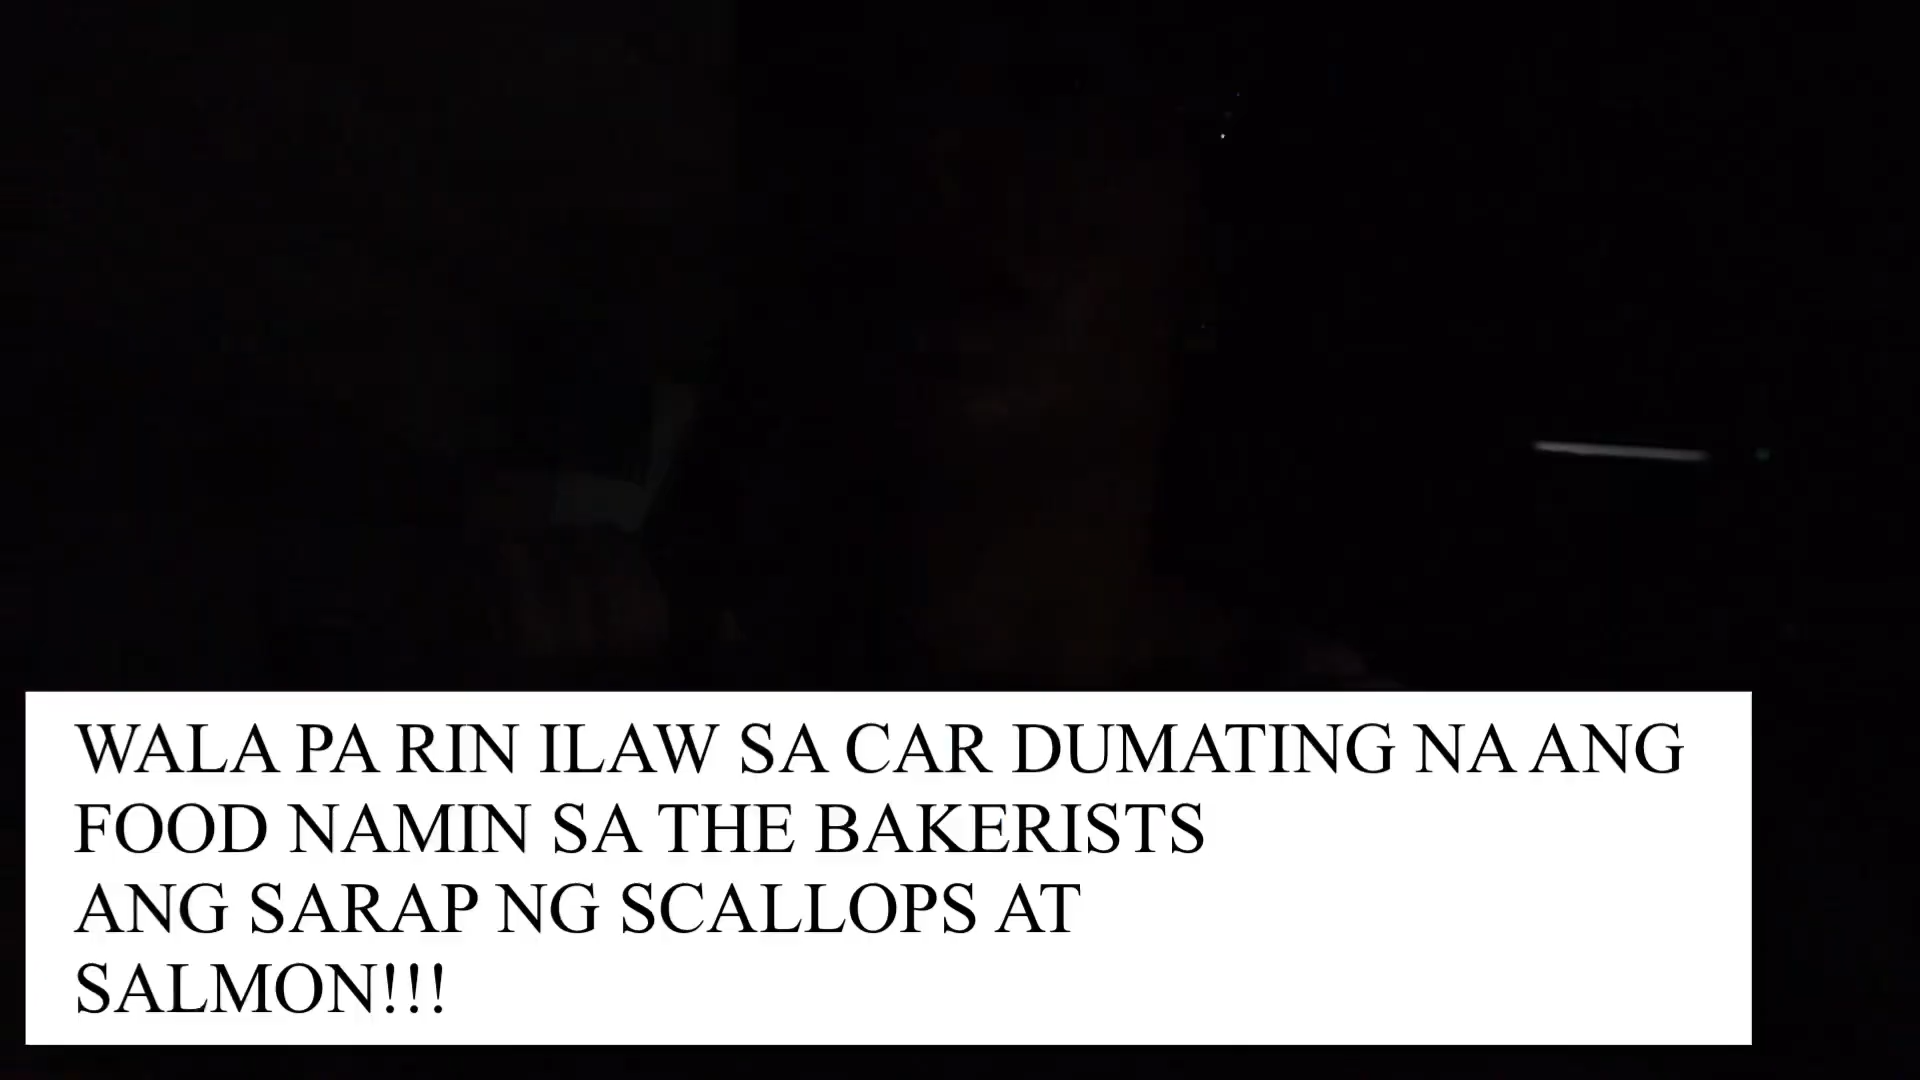 WALA PA RIN ILAW SA CAR DUMATING NA ANG
FOOD NAMIN SA THE BAKERISTS
ANG SARAP NG SCALLOPS AT
SALMON!!!